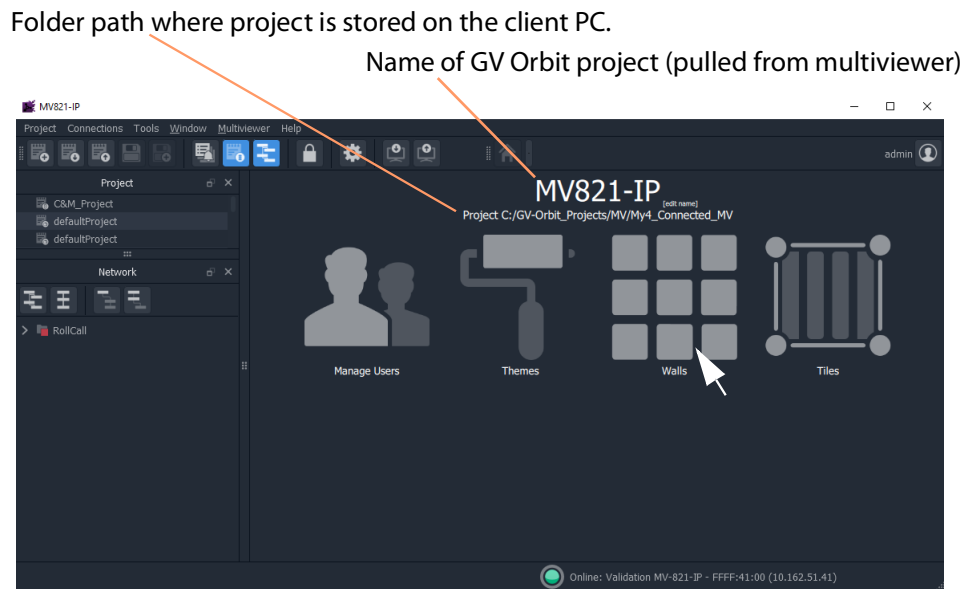 Folder path where project is stored on the client PC.
Name of GV Orbit project (pulled from multiviewer)
MV821-IP
Project Connections Tools Window Multiviewer Help
admin
Project
C&M_Project
defaultProject
defaultProject
Network
RollCall
MV821-IP
[edit name]
Project C:/GV-Orbit_Projects/MV/My4_Connected_MV
Manage Users Themes Walls Tiles
Online: Validation MV-821-IP - FFFF:41:00 (10.162.51.41)